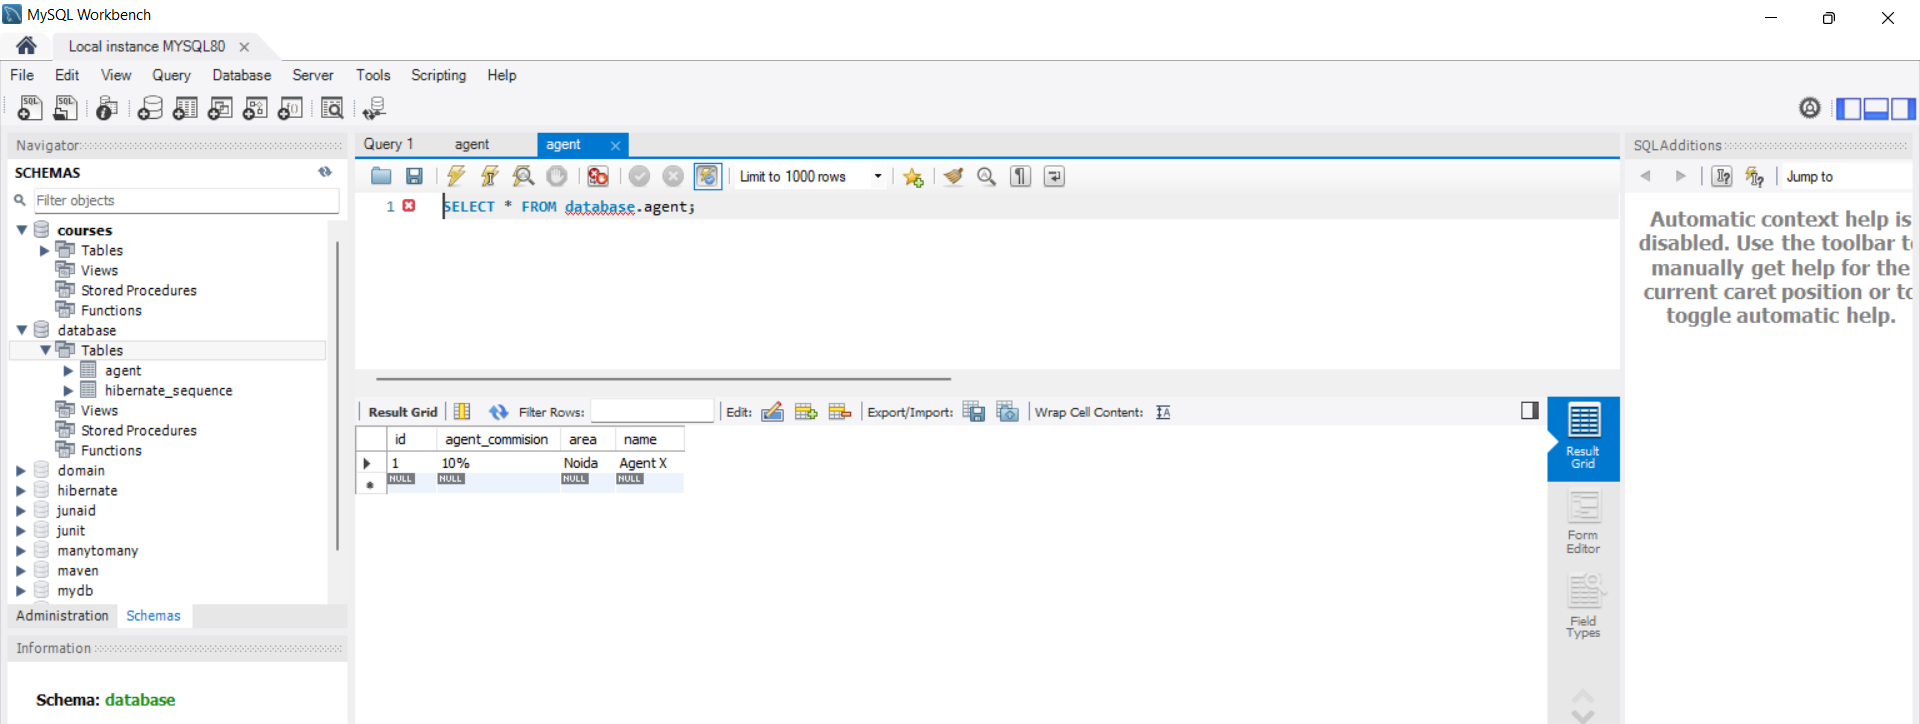 MySQL Workbench
Local instance MYSQL80
File Edit View Query Database Server Tools Scripting Help
Navigator
SCHEMAS
Filter objects
courses
Tables
Views
Stored Procedures
Functions
database
Tables
agent
hibernate_sequence
Views
Stored Procedures
Functions
domain
hibernate
junaid
junit
manytomany
maven
mydb
Administration Schemas
Information
Schema: database
Query 1 agent agent
Limit to 1000 rows
1 SELECT * FROM database.agent;
Result Grid Filter Rows: Edit: Export/Import: Wrap Cell Content:
id agent_commision area name
1 10% Noida Agent X
NULL NULL NULL NULL
Result
Grid
Form
Editor
Field
Types
SQLAdditions
Jump to
Automatic context help is
disabled. Use the toolbar t
manually get help for the
current caret position or to
toggle automatic help.